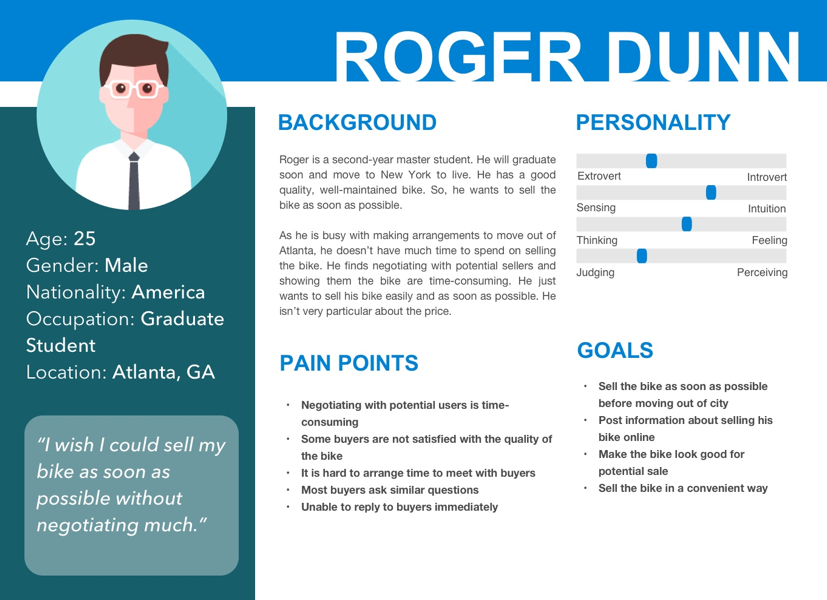 ROGER DUNN
Age: 25
Gender: Male
Nationality: America
Occupation: Graduate
Student
Location: Atlanta, GA
“I wish I could sell my
bike as soon as
possible without
negotiating much.”
BACKGROUND
Roger is a second-year master student. He will graduate
soon and move to New York to live. He has a good
quality, well-maintained bike. So, he wants to sell the
bike as soon as possible.
As he is busy with making arrangements to move out of
Atlanta, he doesn’t have much time to spend on selling
the bike. He finds negotiating with potential sellers and
showing them the bike are time-consuming. He just
wants to sell his bike easily and as soon as possible. He
isn’t very particular about the price.
PAIN POINTS
• Negotiating with potential users is time-
consuming
• Some buyers are not satisfied with the quality of
the bike
• It is hard to arrange time to meet with buyers
• Most buyers ask similar questions
• Unable to reply to buyers immediately
PERSONALITY
Extrovert Introvert
Sensing Intuition
Thinking Feeling
Judging Perceiving
GOALS
• Sell the bike as soon as possible
before moving out of city
• Post information about selling his
bike online
• Make the bike look good for
potential sale
• Sell the bike in a convenient way